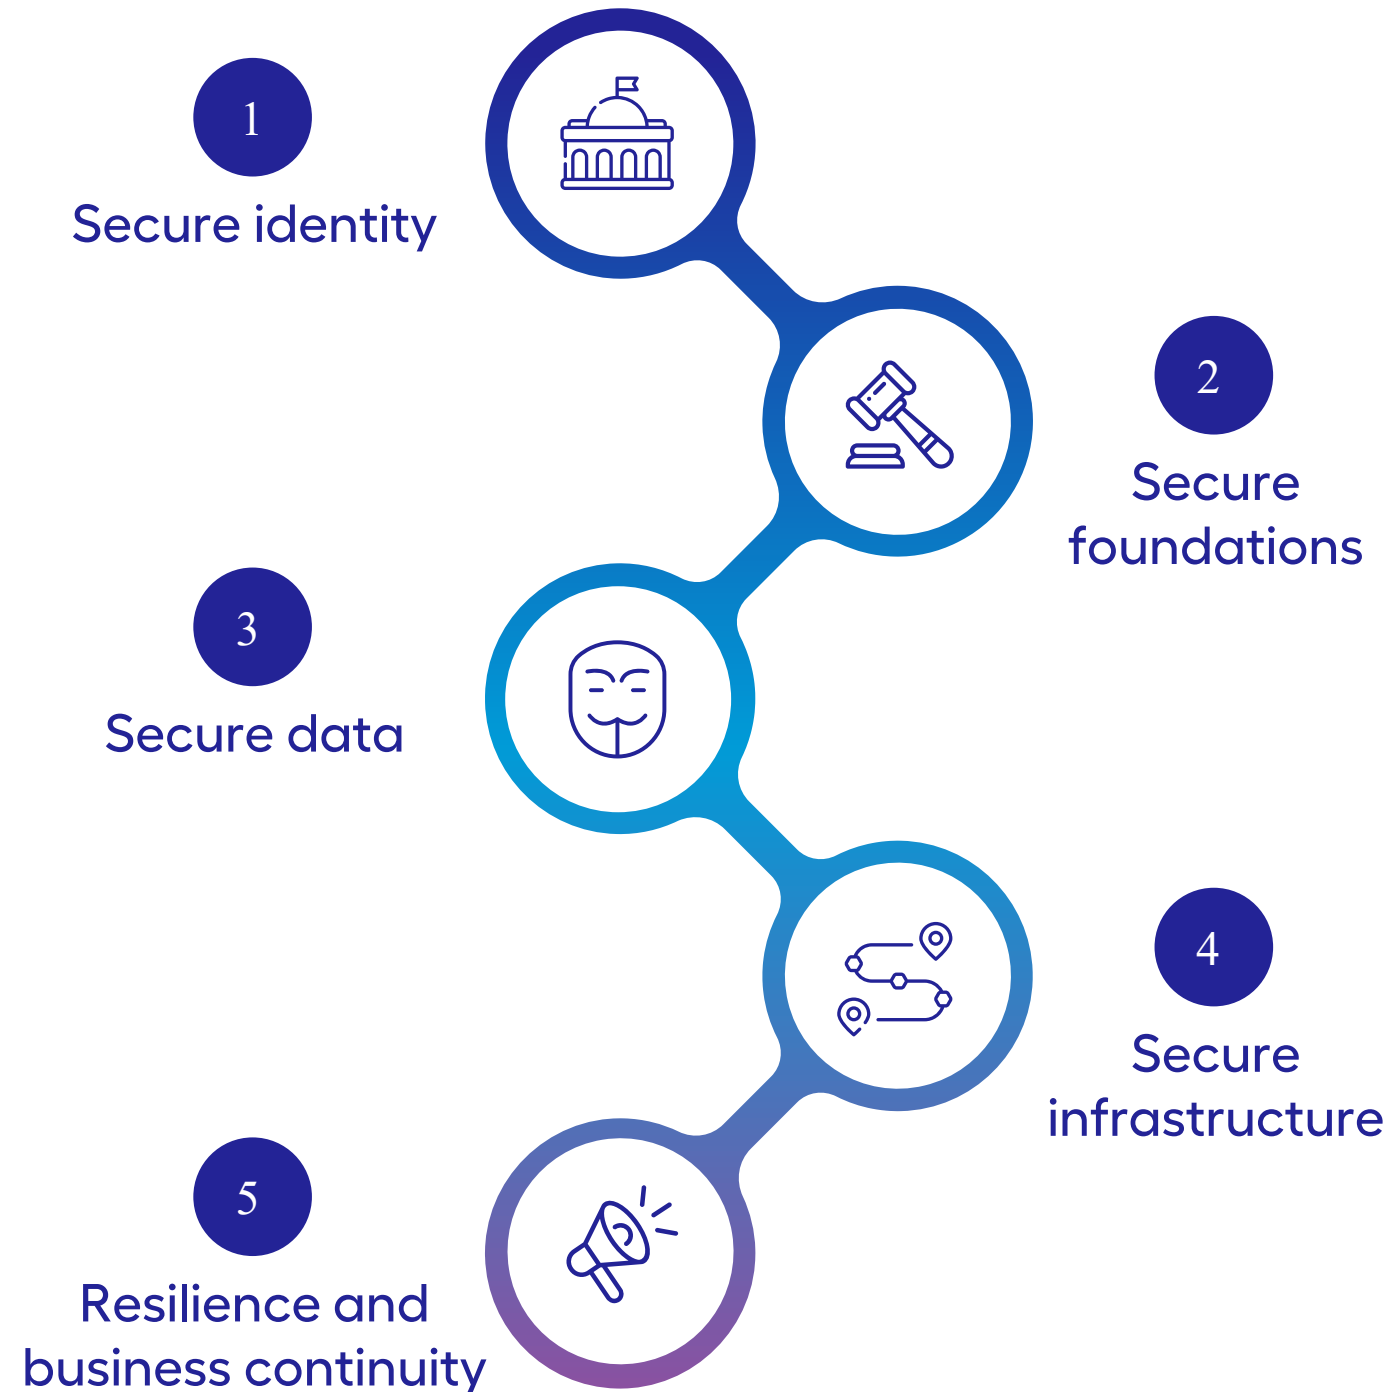 1
Secure identity
2
Secure
foundations
3
Secure data
4
Secure
infrastructure
5
Resilience and
business continuity